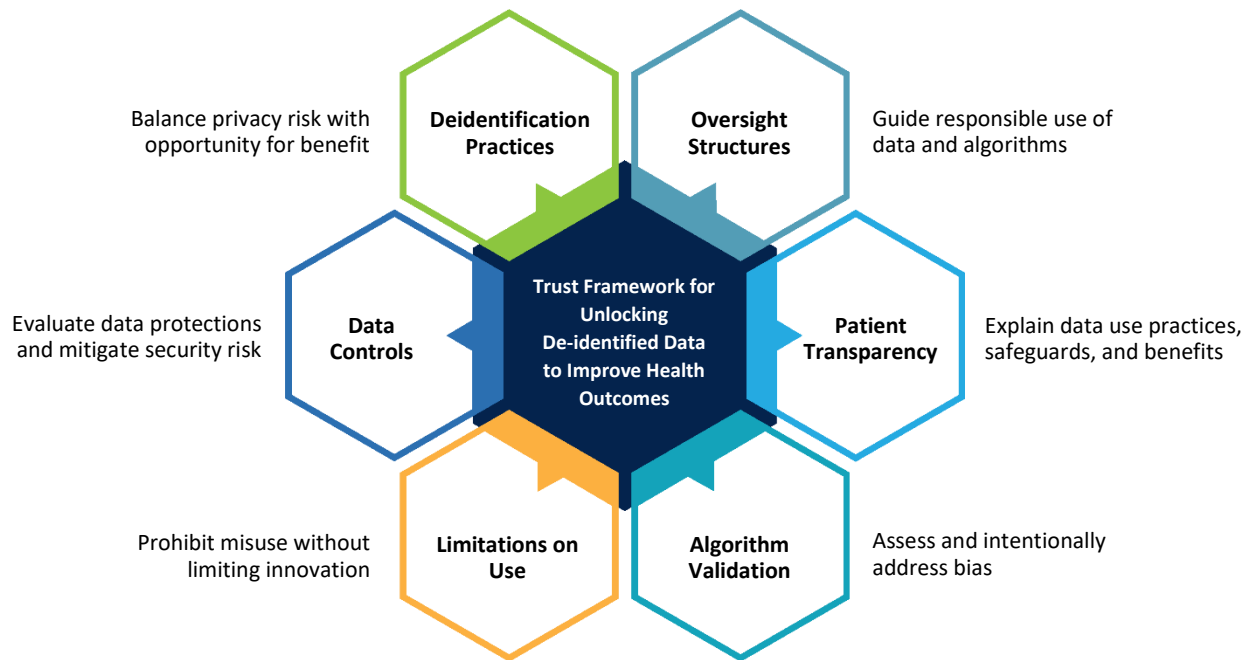 Balance privacy risk with
opportunity for benefit
Deidentification
Practices
Oversight
Structures
Guide responsible use of
data and algorithms
Evaluate data protections
and mitigate security risk
Data
Controls
Trust Framework for
Unlocking
De-identified Data
to Improve Health
Outcomes
Patient
Transparency
Explain data use practices,
safeguards, and benefits
Prohibit misuse without
limiting innovation
Limitations on
Use
Algorithm
Validation
Assess and intentionally
address bias